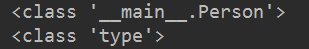 <class '__main__.Person'>
<class 'type'>